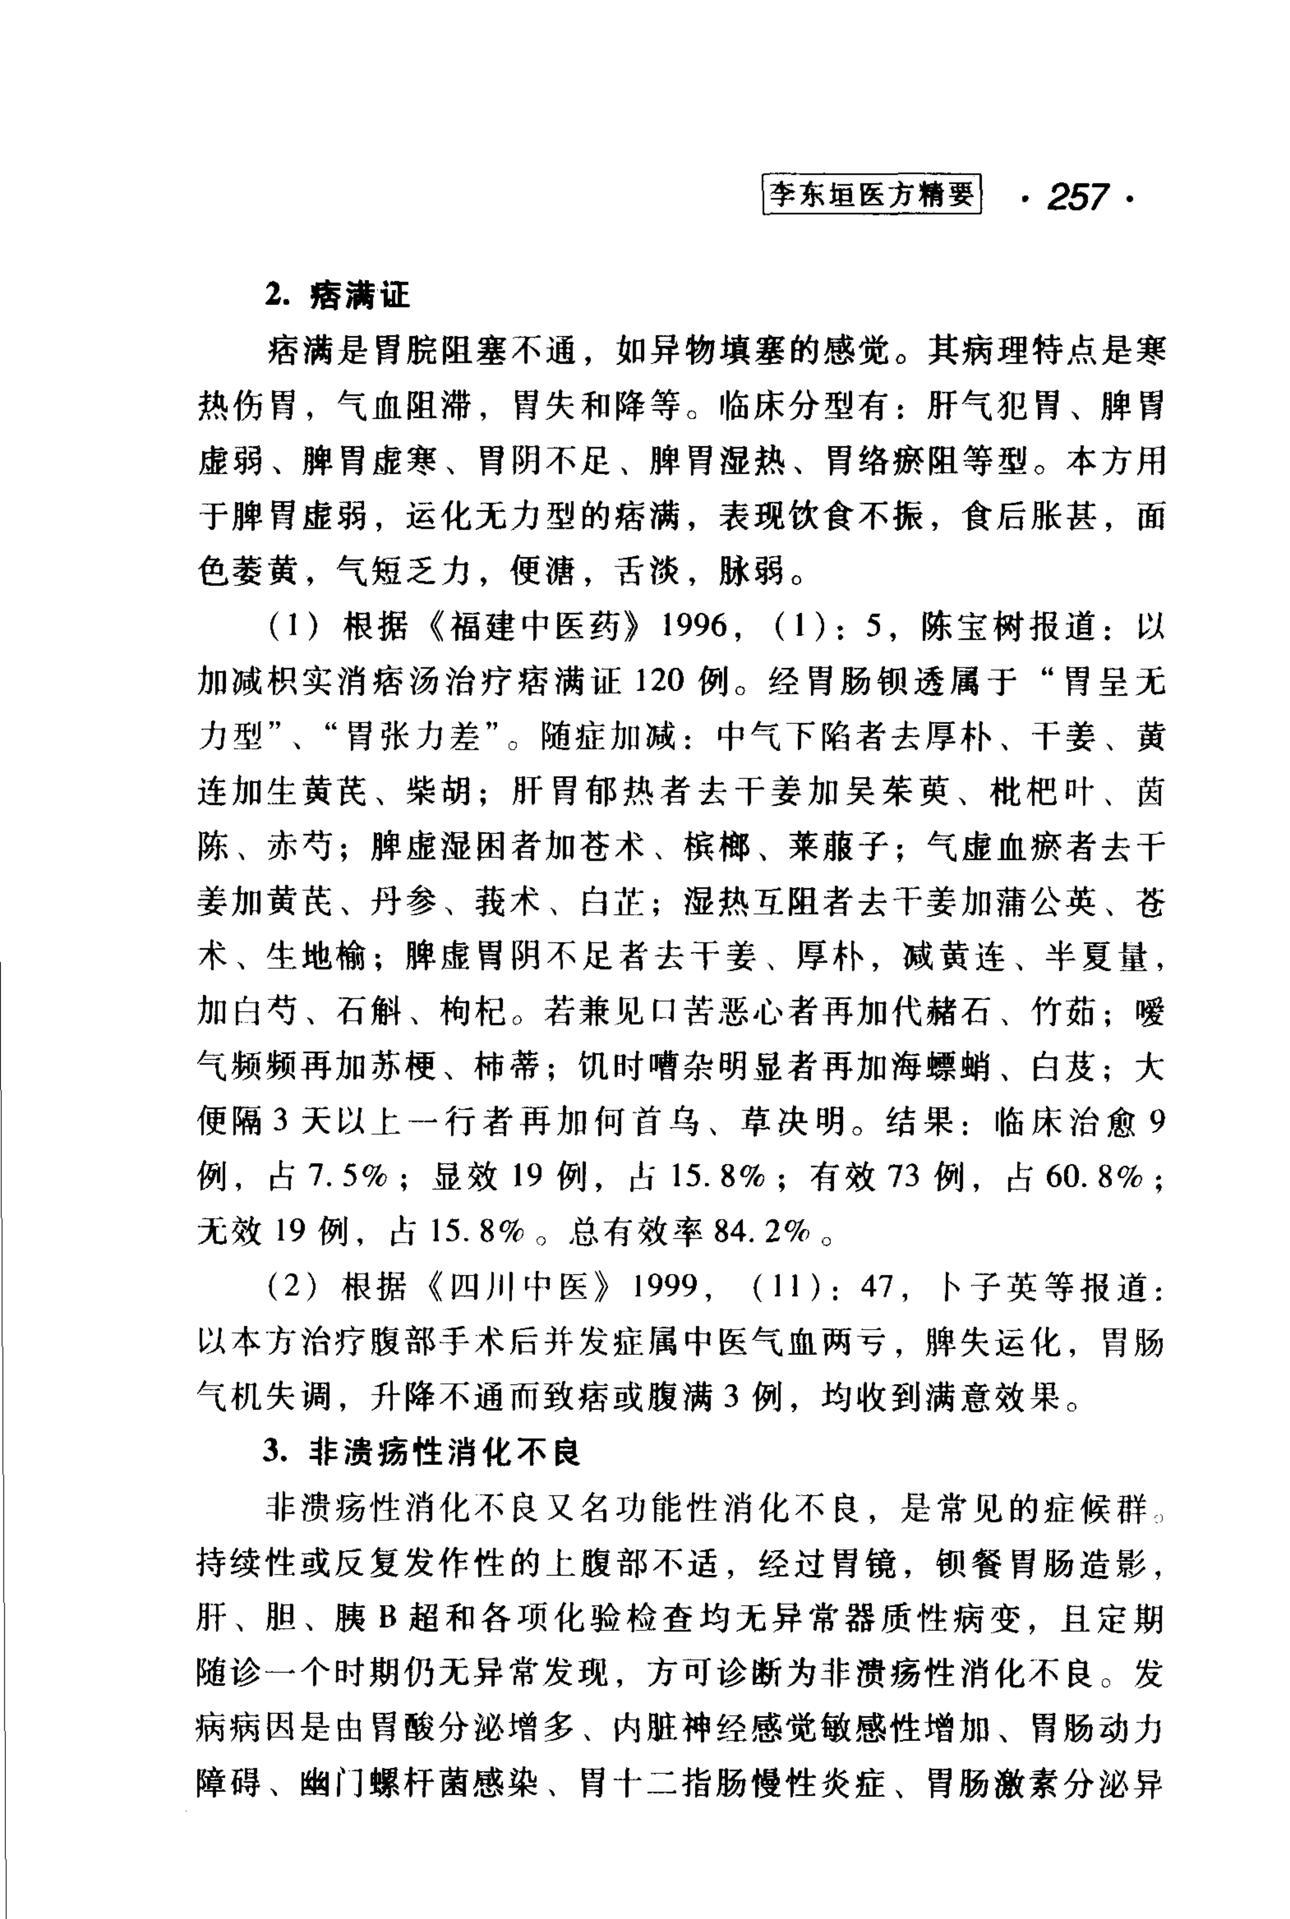 李东垣医方精要 ·257·
2. 痞满证
痞满是胃脘阻塞不通，如异物填塞的感觉。其病理特点是寒
热伤胃，气血阻滞，胃失和降等。临床分型有：肝气犯胃、脾胃
虚弱、脾胃虚寒、胃阴不足、脾胃湿热、胃络瘀阻等型。本方用
于脾胃虚弱，运化无力型的痞满，表现饮食不振，食后胀甚，面
色萎黄，气短乏力，便溏，舌淡，脉弱。
(1) 根据《福建中医药》1996，(1)：5，陈宝树报道：以
加减枳实消痞汤治疗痞满证 120 例。经胃肠钡透属于“胃呈无
力型”、“胃张力差”。随症加减：中气下陷者去厚朴、干姜、黄
连加生黄芪、柴胡；肝胃郁热者去干姜加吴茱萸、枇杷叶、茵
陈、赤芍；脾虚湿困者加苍术、槟榔、莱菔子；气虚血瘀者去干
姜加黄芪、丹参、莪术、白芷；湿热互阻者去干姜加蒲公英、苍
术、生地榆；脾虚胃阴不足者去干姜、厚朴，减黄连、半夏量，
加白芍、石斛、枸杞。若兼见口苦恶心者再加代赭石、竹茹；嗳
气频频再加苏梗、柿蒂；饥时嘈杂明显者再加海螵蛸、白芨；大
便隔 3 天以上一行者再加何首乌、草决明。结果：临床治愈 9
例，占 7.5%；显效 19 例，占 15.8%；有效 73 例，占 60.8%；
无效 19 例，占 15.8%。总有效率 84.2%。
(2) 根据《四川中医》1999，(11)：47，卜子英等报道：
以本方治疗腹部手术后并发症属中医气血两亏，脾失运化，胃肠
气机失调，升降不通而致痞或腹满 3 例，均收到满意效果。
3. 非溃疡性消化不良
非溃疡性消化不良又名功能性消化不良，是常见的症候群。
持续性或反复发作性的上腹部不适，经过胃镜，钡餐胃肠造影，
肝、胆、胰 B 超和各项化验检查均无异常器质性病变，且定期
随诊一个时期仍无异常发现，方可诊断为非溃疡性消化不良。发
病病因是由胃酸分泌增多、内脏神经感觉敏感性增加、胃肠动力
障碍、幽门螺杆菌感染、胃十二指肠慢性炎症、胃肠激素分泌异